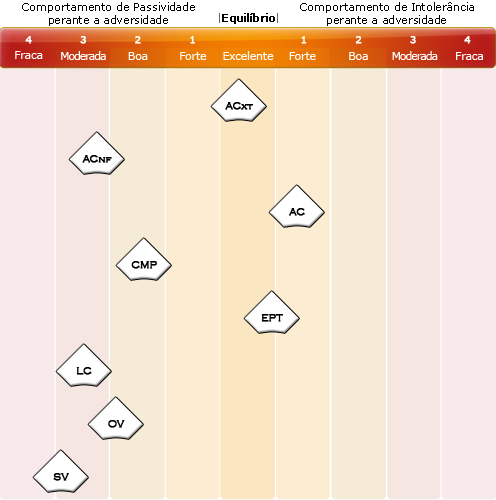 Comportamento de Passividade
perante a adversidade
|Equilíbrio|
Comportamento de Intolerância
perante a adversidade
4 3 2 1 1 2 3 4
Fraca Moderada Boa Forte Excelente Forte Boa Moderada Fraca
ACXT
ACNF
AC
CMP
EPT
LC
OV
SV